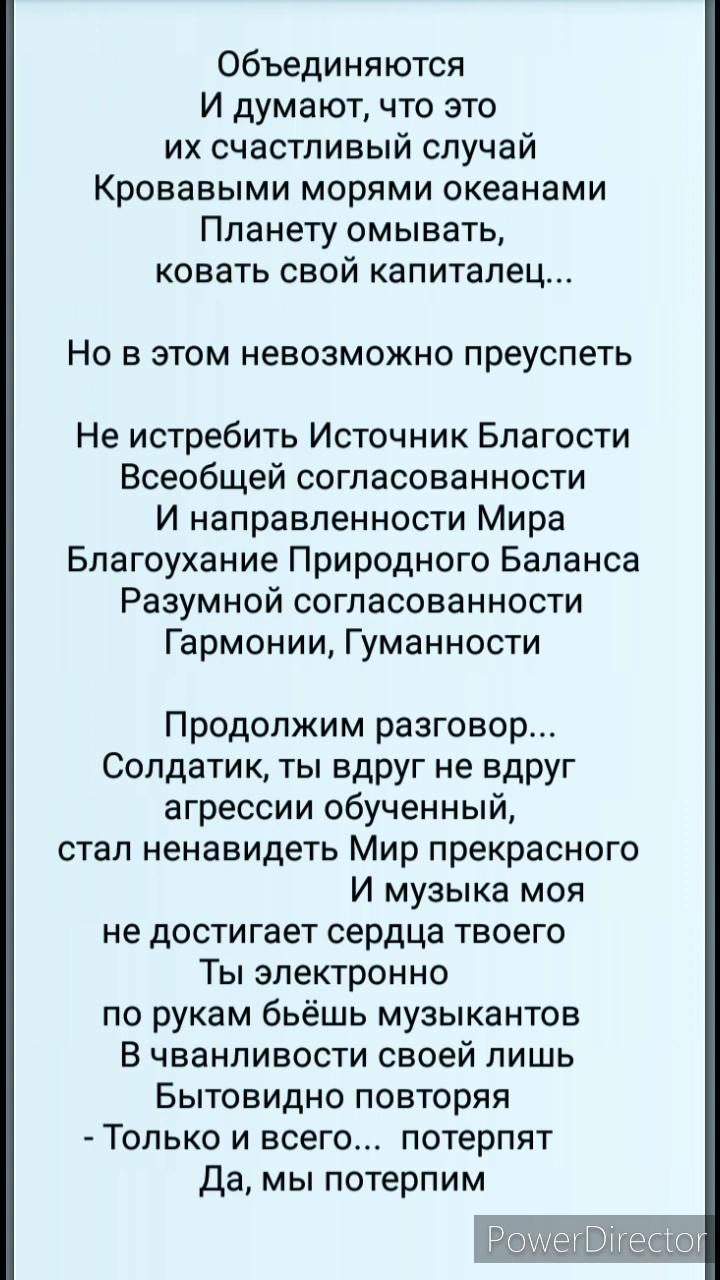 Объединяются
И думают, что это
их счастливый случай
Кровавыми морями океанами
Планету омывать,
ковать свой капиталец...
Но в этом невозможно преуспеть
Не истребить Источник Благости
Всеобщей согласованности
И направленности Мира
Благоухание Природного Баланса
Разумной согласованности
Гармонии, Гуманности
Продолжим разговор...
Солдатик, ты вдруг не вдруг
агрессии обученный,
стал ненавидеть Мир прекрасного
И музыка моя
не достигает сердца твоего
Ты электронно
по рукам бьёшь музыкантов
В чванливости своей лишь
Бытовидно повторяя
- Только и всего... потерпят
Да, мы потерпим
PowerDirector